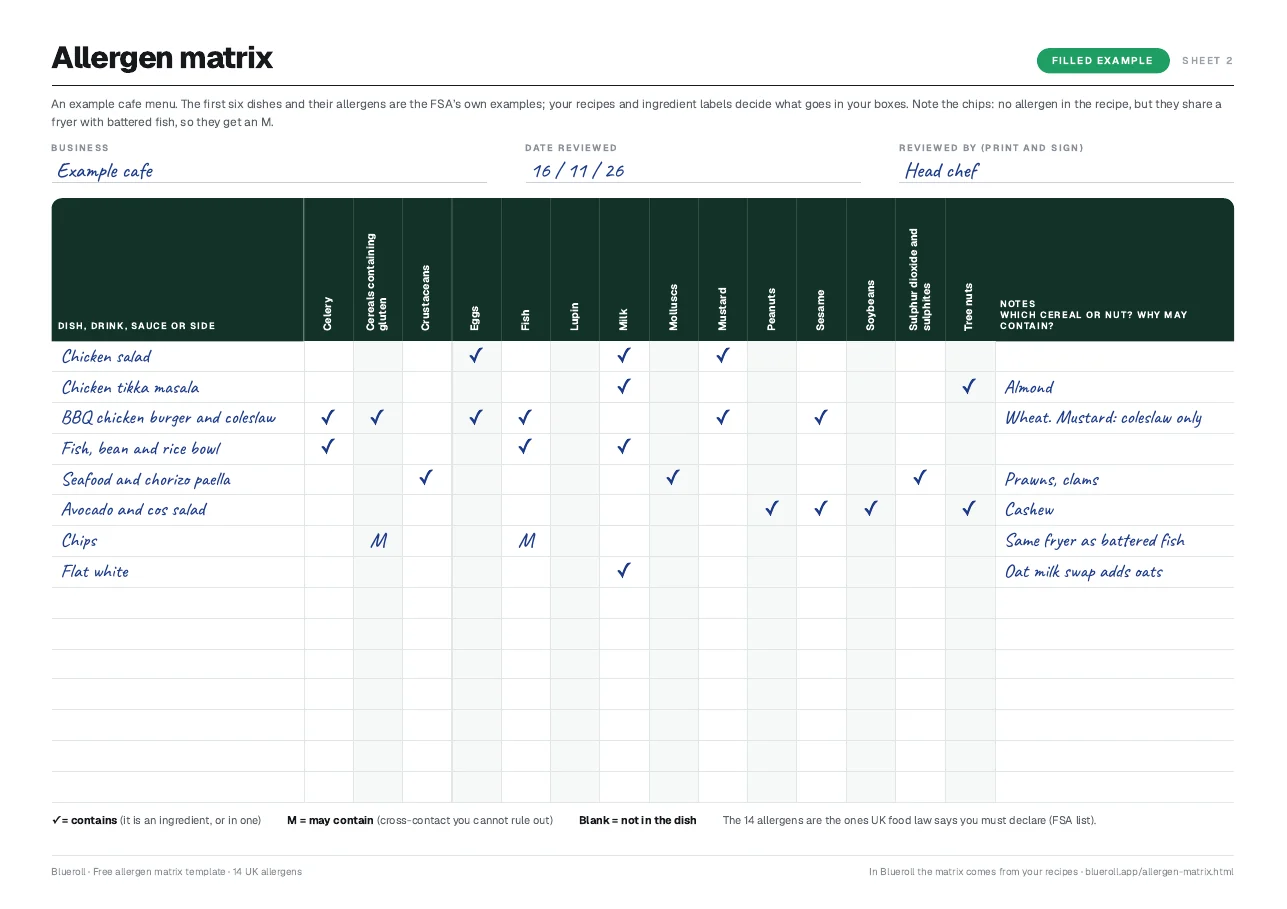 Allergen matrix
FILLED EXAMPLE SHEET 2
An example cafe menu. The first six dishes and their allergens are the FSA's own examples; your recipes and ingredient labels decide what goes in your boxes. Note the chips: no allergen in the recipe, but they share a
fryer with battered fish, so they get an M.
BUSINESS DATE REVIEWED REVIEWED BY (PRINT AND SIGN)
Example cafe 16 / 11 / 26 Head chef
DISH, DRINK, SAUCE OR SIDE
Celery
Cereals containing
gluten
Crustaceans
Eggs
Fish
Lupin
Milk
Molluscs
Mustard
Peanuts
Sesame
Soybeans
Sulphur dioxide and
sulphites
Tree nuts
NOTES
WHICH CEREAL OR NUT? WHY MAY
CONTAIN?
Chicken salad ✓ ✓ ✓
Chicken tikka masala ✓ ✓ Almond
BBQ chicken burger and coleslaw ✓ ✓ ✓ ✓ ✓ ✓ Wheat. Mustard: coleslaw only
Fish, bean and rice bowl ✓ ✓ ✓
Seafood and chorizo paella ✓ ✓ ✓ Prawns, clams
Avocado and cos salad ✓ ✓ ✓ ✓ Cashew
Chips M M Same fryer as battered fish
Flat white ✓ Oat milk swap adds oats
✓ = contains (it is an ingredient, or in one) M = may contain (cross-contact you cannot rule out) Blank = not in the dish The 14 allergens are the ones UK food law says you must declare (FSA list).
Blueroll · Free allergen matrix template · 14 UK allergens In Blueroll the matrix comes from your recipes · blueroll.app/allergen-matrix.html